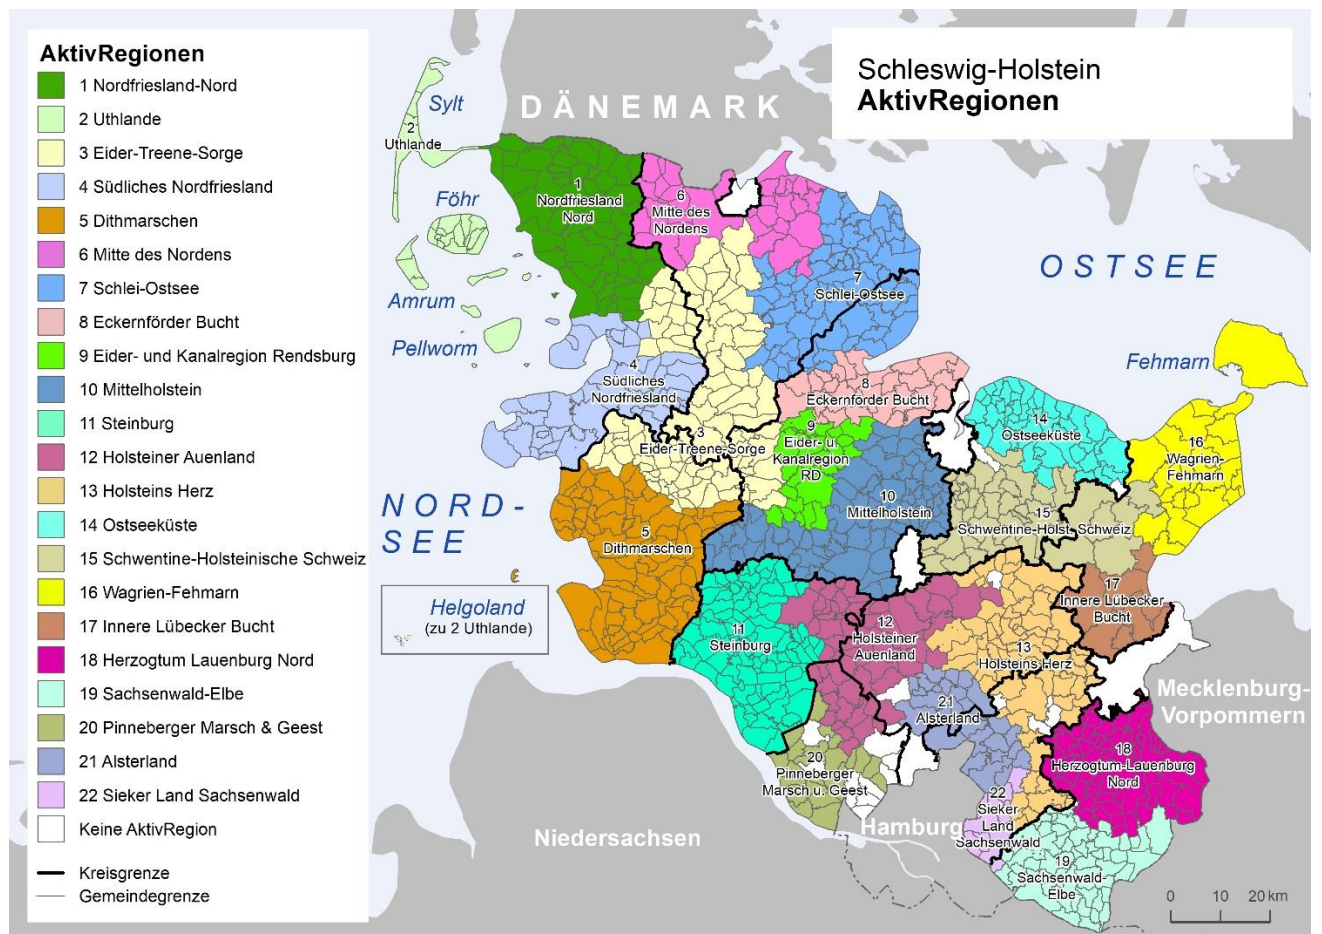 AktivRegionen
1 Nordfriesland-Nord
2 Uthlande
3 Eider-Treene-Sorge
4 Südliches Nordfriesland
5 Dithmarschen
6 Mitte des Nordens
7 Schlei-Ostsee
8 Eckernförder Bucht
9 Eider- und Kanalregion Rendsburg
10 Mittelholstein
11 Steinburg
12 Holsteiner Auenland
13 Holsteins Herz
14 Ostseeküste
15 Schwentine-Holsteinische Schweiz
16 Wagrien-Fehmarn
17 Innere Lübecker Bucht
18 Herzogtum Lauenburg Nord
19 Sachsenwald-Elbe
20 Pinneberger Marsch & Geest
21 Alsterland
22 Sieker Land Sachsenwald
Keine AktivRegion
Kreisgrenze
Gemeindegrenze
Schleswig-Holstein
AktivRegionen
DÄNEMARK
Sylt
2
Uthlande
Föhr
Amrum
Pellworm
1
Nordfriesland
Nord
6
Mitte des
Nordens
7
Schlei-Ostsee
OSTSEE
Fehmarn
4
Südliches
Nordfriesland
8
Eckernförder Bucht
3
Eider-Treene-Sorge
9
Eider- u.
Kanalregion
RD
14
Ostseeküste
16
Wagrien-
Fehmarn
10
Mittelholstein
15
Schwentine-Holst. Schweiz
NORD-
SEE
5
Dithmarschen
Helgoland
(zu 2 Uthlande)
11
Steinburg
12
Holsteiner
Auenland
13
Holsteins Herz
17
Innere Lübecker
Bucht
Mecklenburg-
Vorpommern
21
Alsterland
18
Herzogtum-Lauenburg
Nord
20
Pinneberger
Marsch u. Geest
22
Sieker
Land
Sachsenwald
Hamburg
Niedersachsen
19
Sachsenwald-
Elbe
0 10 20 km